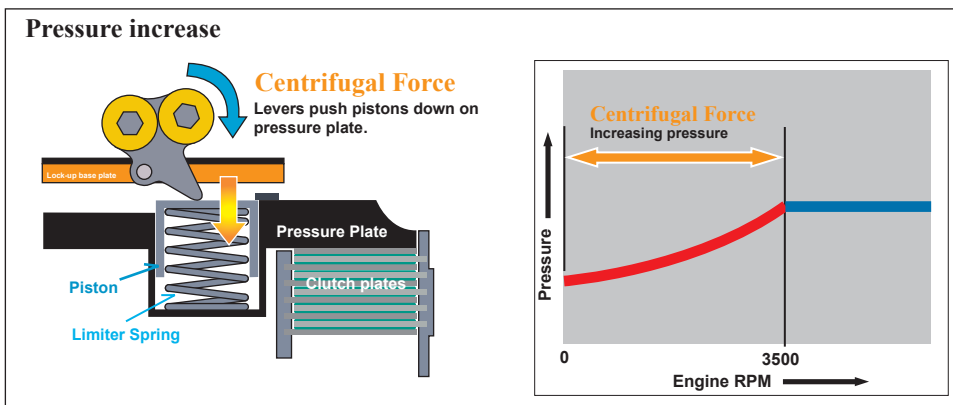 Pressure increase
Centrifugal Force
Levers push pistons down on
pressure plate.
Lock-up base plate
Pressure Plate
Piston
Clutch plates
Limiter Spring
Centrifugal Force
Increasing pressure
Pressure
0
3500
Engine RPM